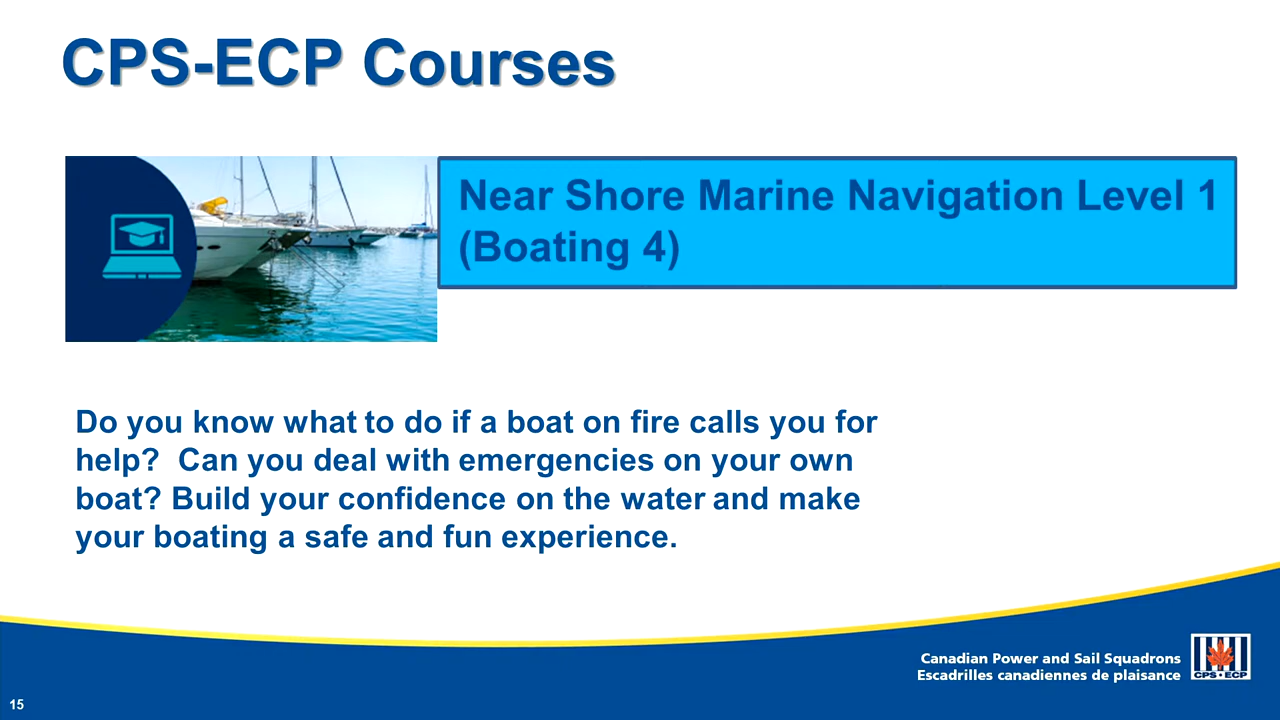 CPS-ECP Courses
Near Shore Marine Navigation Level 1
(Boating 4)
Do you know what to do if a boat on fire calls you for
help?  Can you deal with emergencies on your own
boat? Build your confidence on the water and make
your boating a safe and fun experience.
Canadian Power and Sail Squadrons
Escadrilles canadiennes de plaisance
CPS•ECP
15